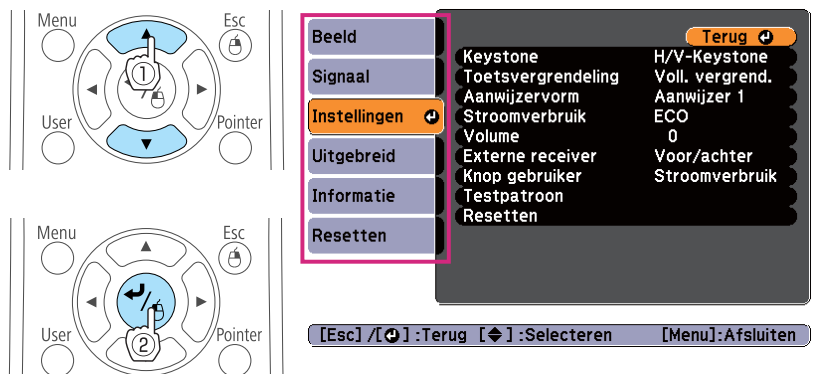 Menu
Esc
①
User
Pointer
Menu
Esc
User
Pointer
②
Beeld
Signaal
Instellingen
Uitgebreid
Informatie
Resetten
Terug
Keystone H/V-Keystone
Toetsvergrendeling Voll. vergrend.
Aanwijzervorm Aanwijzer 1
Stroomverbruik ECO
Volume 0
Externe receiver Voor/achter
Knop gebruiker Stroomverbruik
Testpatroon
Resetten
[Esc] /[⏎] :Terug [◆] :Selecteren [Menu]:Afsluiten